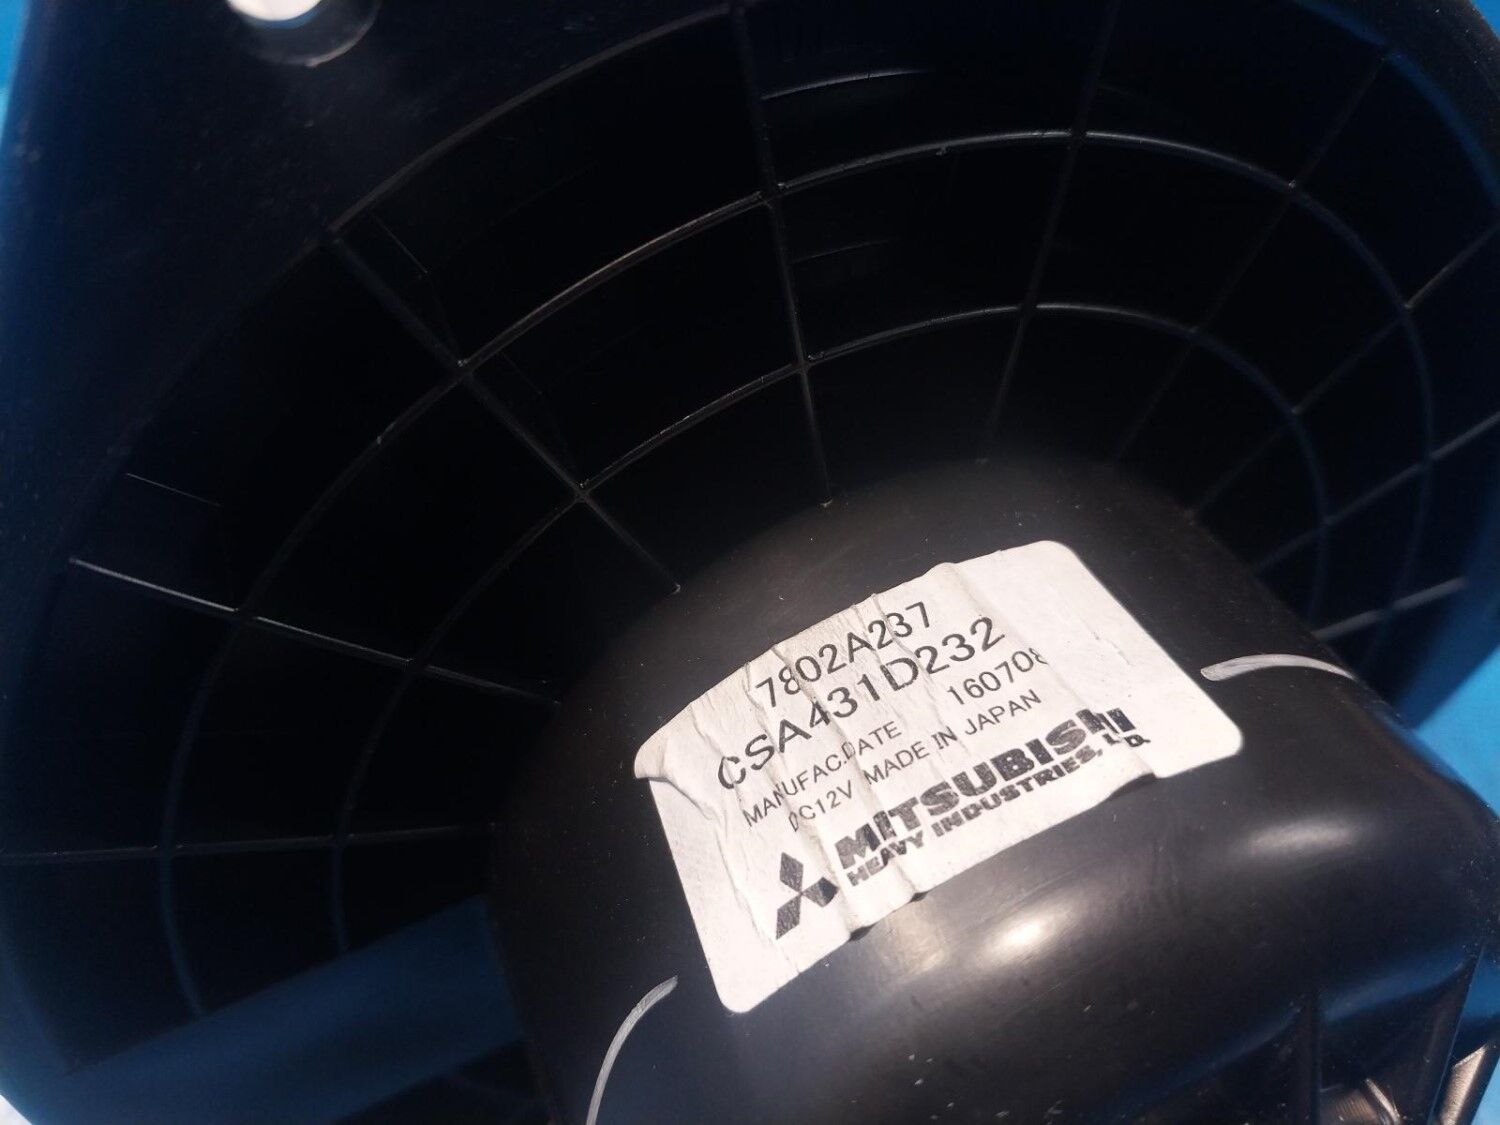 7802A237
CSA431D232
MANUFAC.DATE 160708
DC12V MADE IN JAPAN
MITSUBISHI
HEAVY INDUSTRIES, LTD.